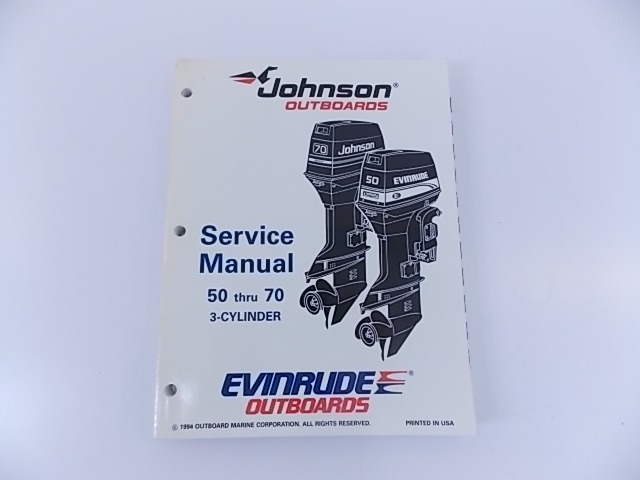 Johnson®
OUTBOARDS
70
Johnson
50
EVINRUDE
Service
Manual
50 thru 70
3-CYLINDER
EVINRUDE®
OUTBOARDS
© 1994 OUTBOARD MARINE CORPORATION. ALL RIGHTS RESERVED.
PRINTED IN USA